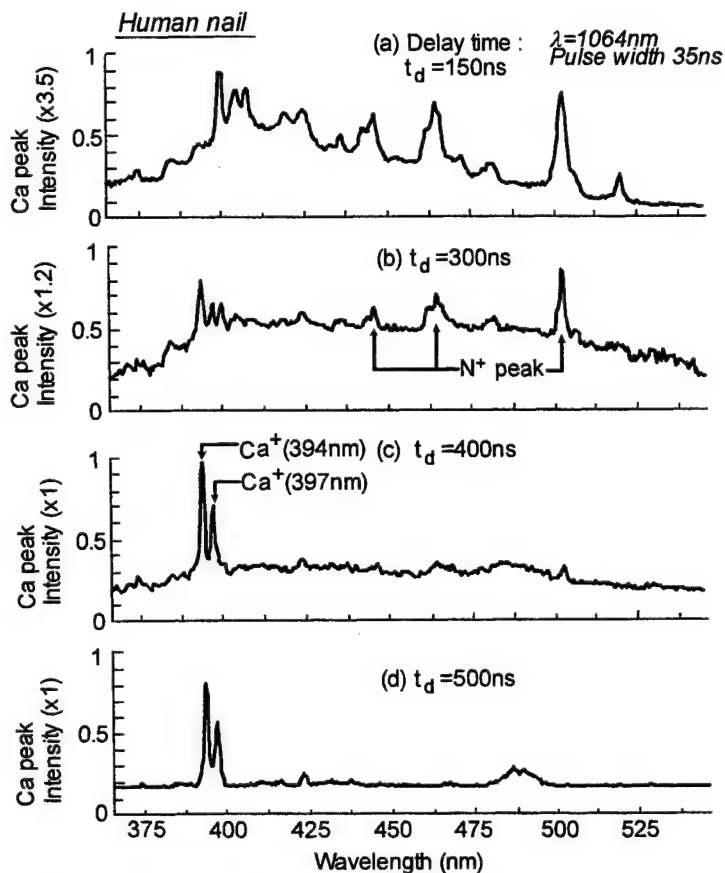 Human nail
(a) Delay time : λ=1064nm
t_d=150ns Pulse width 35ns
Ca peak
Intensity (x3.5)
1
0.5
0
(b) t_d=300ns
Ca peak
Intensity (x1.2)
1
0.5
0
N⁺ peak
Ca⁺(394nm) (c) t_d=400ns
Ca⁺(397nm)
Ca peak
Intensity (x1)
1
0.5
0
(d) t_d=500ns
Ca peak
Intensity (x1)
1
0.5
0
375 400 425 450 475 500 525
Wavelength (nm)